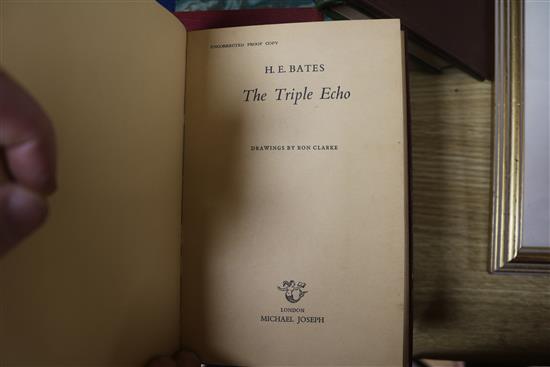 UNCORRECTED PROOF COPY
H. E. BATES
The Triple Echo
DRAWINGS BY RON CLARKE
LONDON
MICHAEL JOSEPH